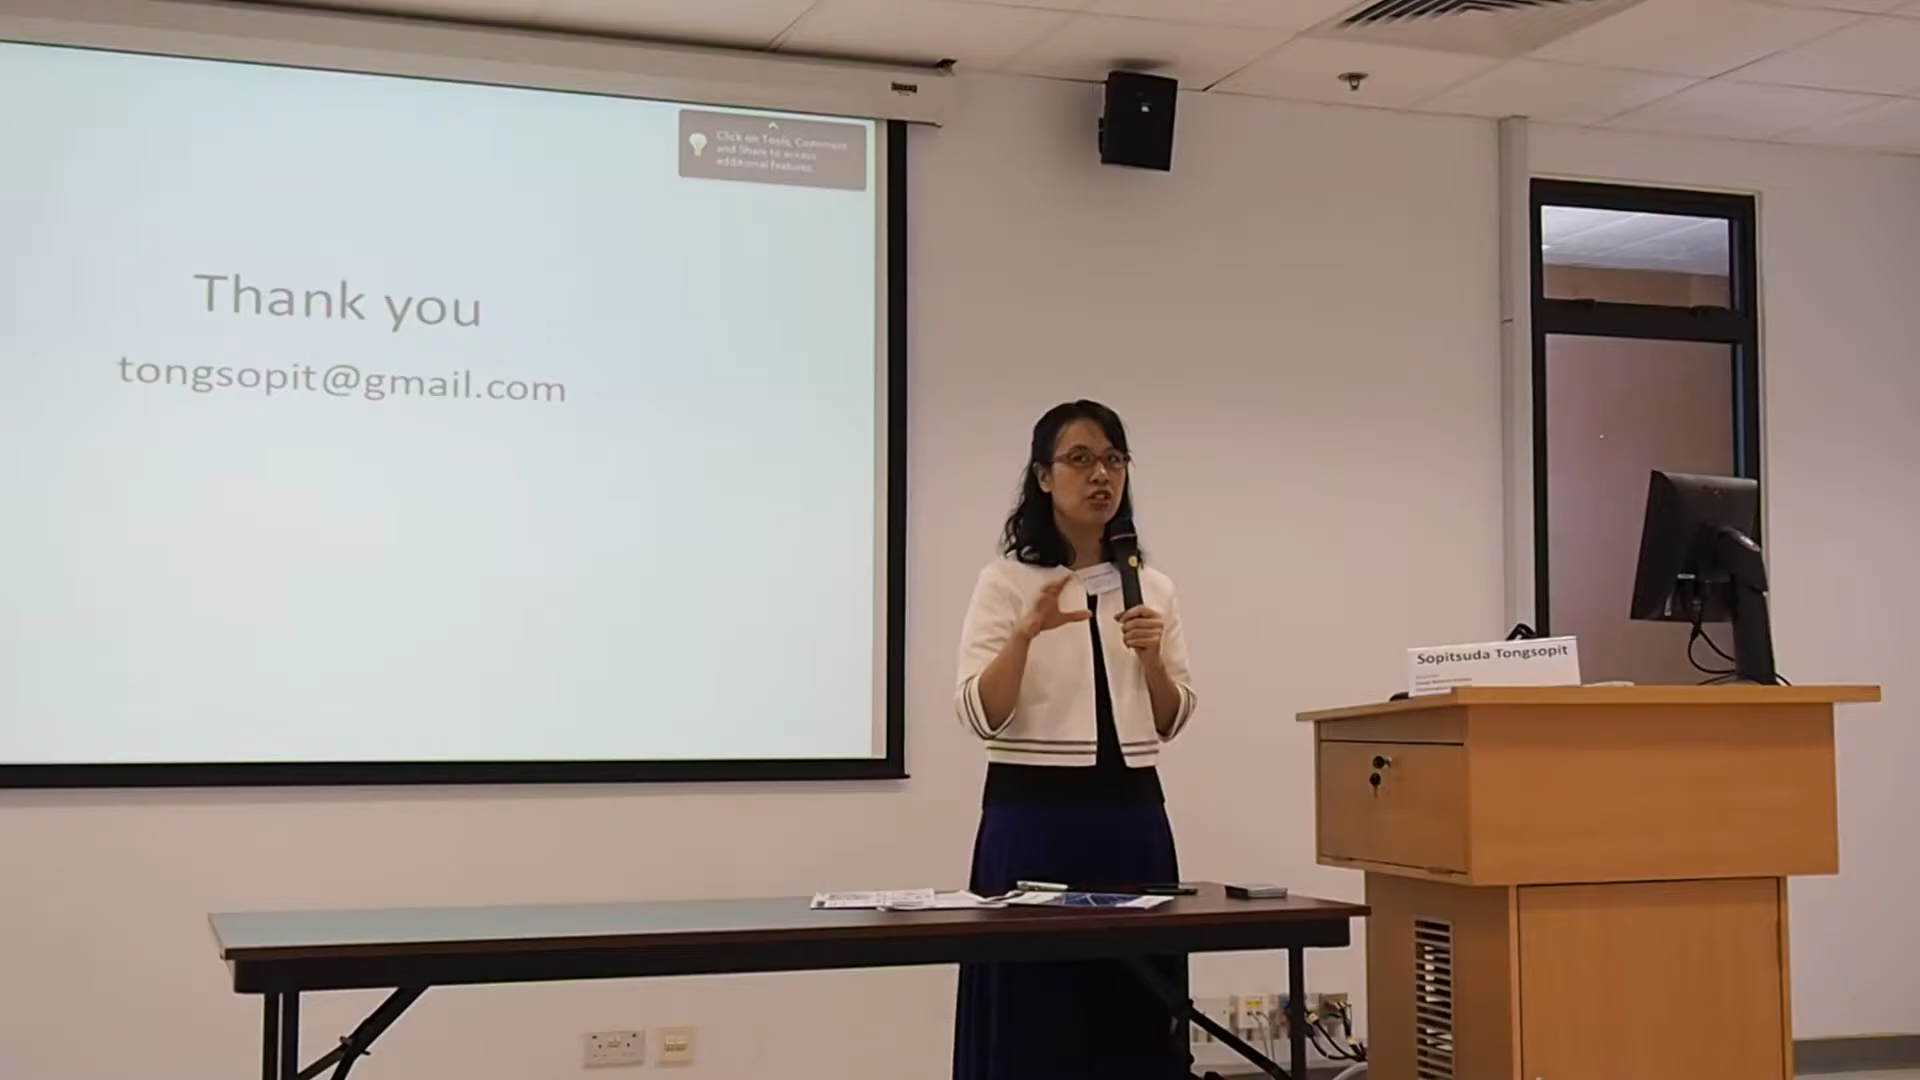 Click on Tools, Comment
and Share to access
additional features.
Thank you
tongsopit@gmail.com
Sopitsuda Tongsopit